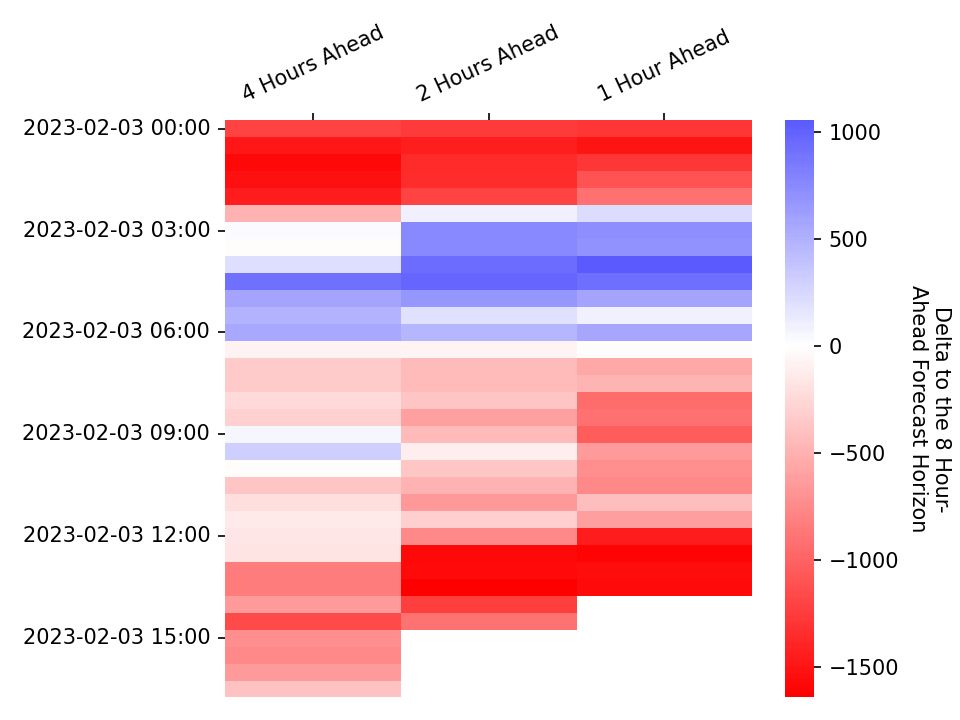 4 Hours Ahead
2 Hours Ahead
1 Hour Ahead
2023-02-03 00:00
2023-02-03 03:00
2023-02-03 06:00
2023-02-03 09:00
2023-02-03 12:00
2023-02-03 15:00
1000
500
0
−500
−1000
−1500
Delta to the 8 Hour-
Ahead Forecast Horizon